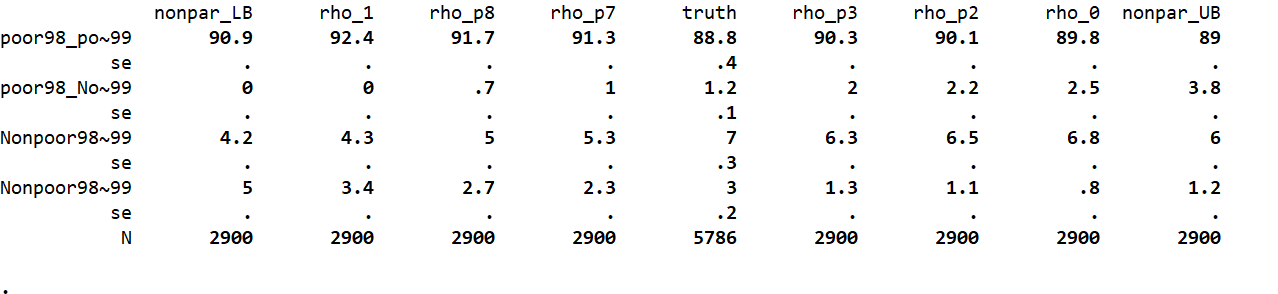 nonpar_LB rho_1 rho_p8 rho_p7 truth rho_p3 rho_p2 rho_0 nonpar_UB
poor98_po~99 90.9 92.4 91.7 91.3 88.8 90.3 90.1 89.8 89
se . . . . .4 . . . .
poor98_No~99 0 0 .7 1 1.2 2 2.2 2.5 3.8
se . . . . .1 . . . .
Nonpoor98~99 4.2 4.3 5 5.3 7 6.3 6.5 6.8 6
se . . . . .3 . . . .
Nonpoor98~99 5 3.4 2.7 2.3 3 1.3 1.1 .8 1.2
se . . . . .2 . . . .
N 2900 2900 2900 2900 5786 2900 2900 2900 2900
.